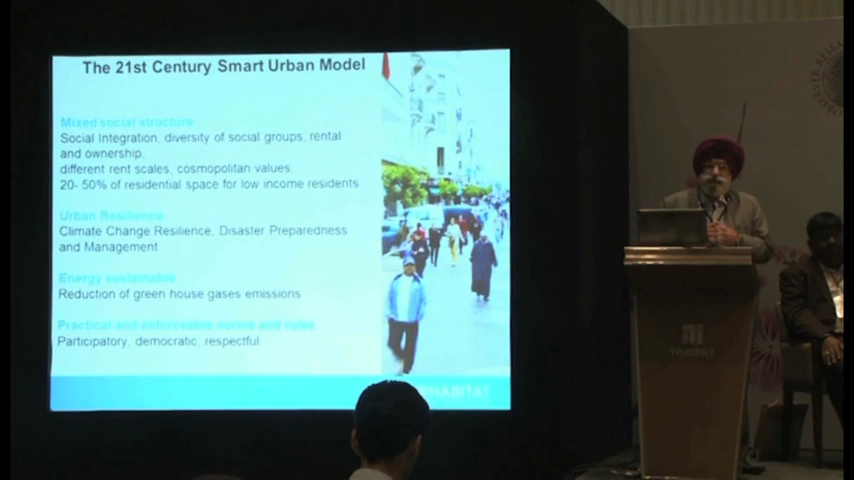 The 21st Century Smart Urban Model
Mixed social structure
Social Integration, diversity of social groups, rental
and ownership,
different rent scales, cosmopolitan values.
20- 50% of residential space for low income residents
Urban Resilience
Climate Change Resilience, Disaster Preparedness
and Management
Energy sustainable
Reduction of green house gases emissions
Practical and enforceable norms and rules
Participatory, democratic, respectful
HABITAT
TRIDENT